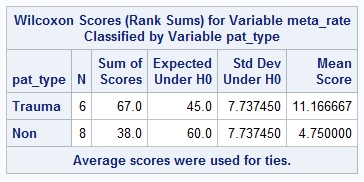 Wilcoxon Scores (Rank Sums) for Variable meta_rate
Classified by Variable pat_type
pat_type N Sum of Scores Expected Under H0 Std Dev Under H0 Mean Score
Trauma 6 67.0 45.0 7.737450 11.166667
Non 8 38.0 60.0 7.737450 4.750000
Average scores were used for ties.